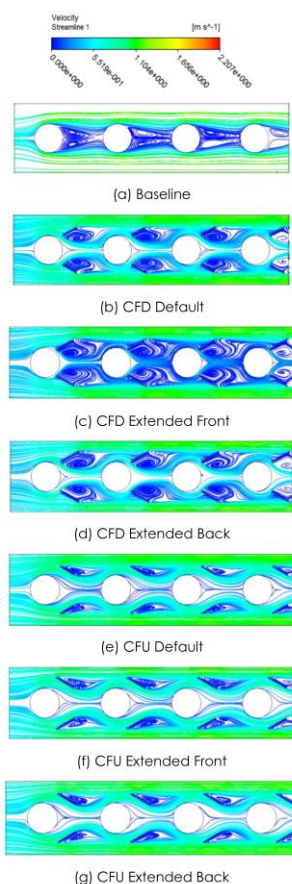 Velocity
Streamline 1
[m s^-1]
0.000e+000
5.519e-001
1.104e+000
1.656e+000
2.207e+000
(a) Baseline
(b) CFD Default
(c) CFD Extended Front
(d) CFD Extended Back
(e) CFU Default
(f) CFU Extended Front
(g) CFU Extended Back